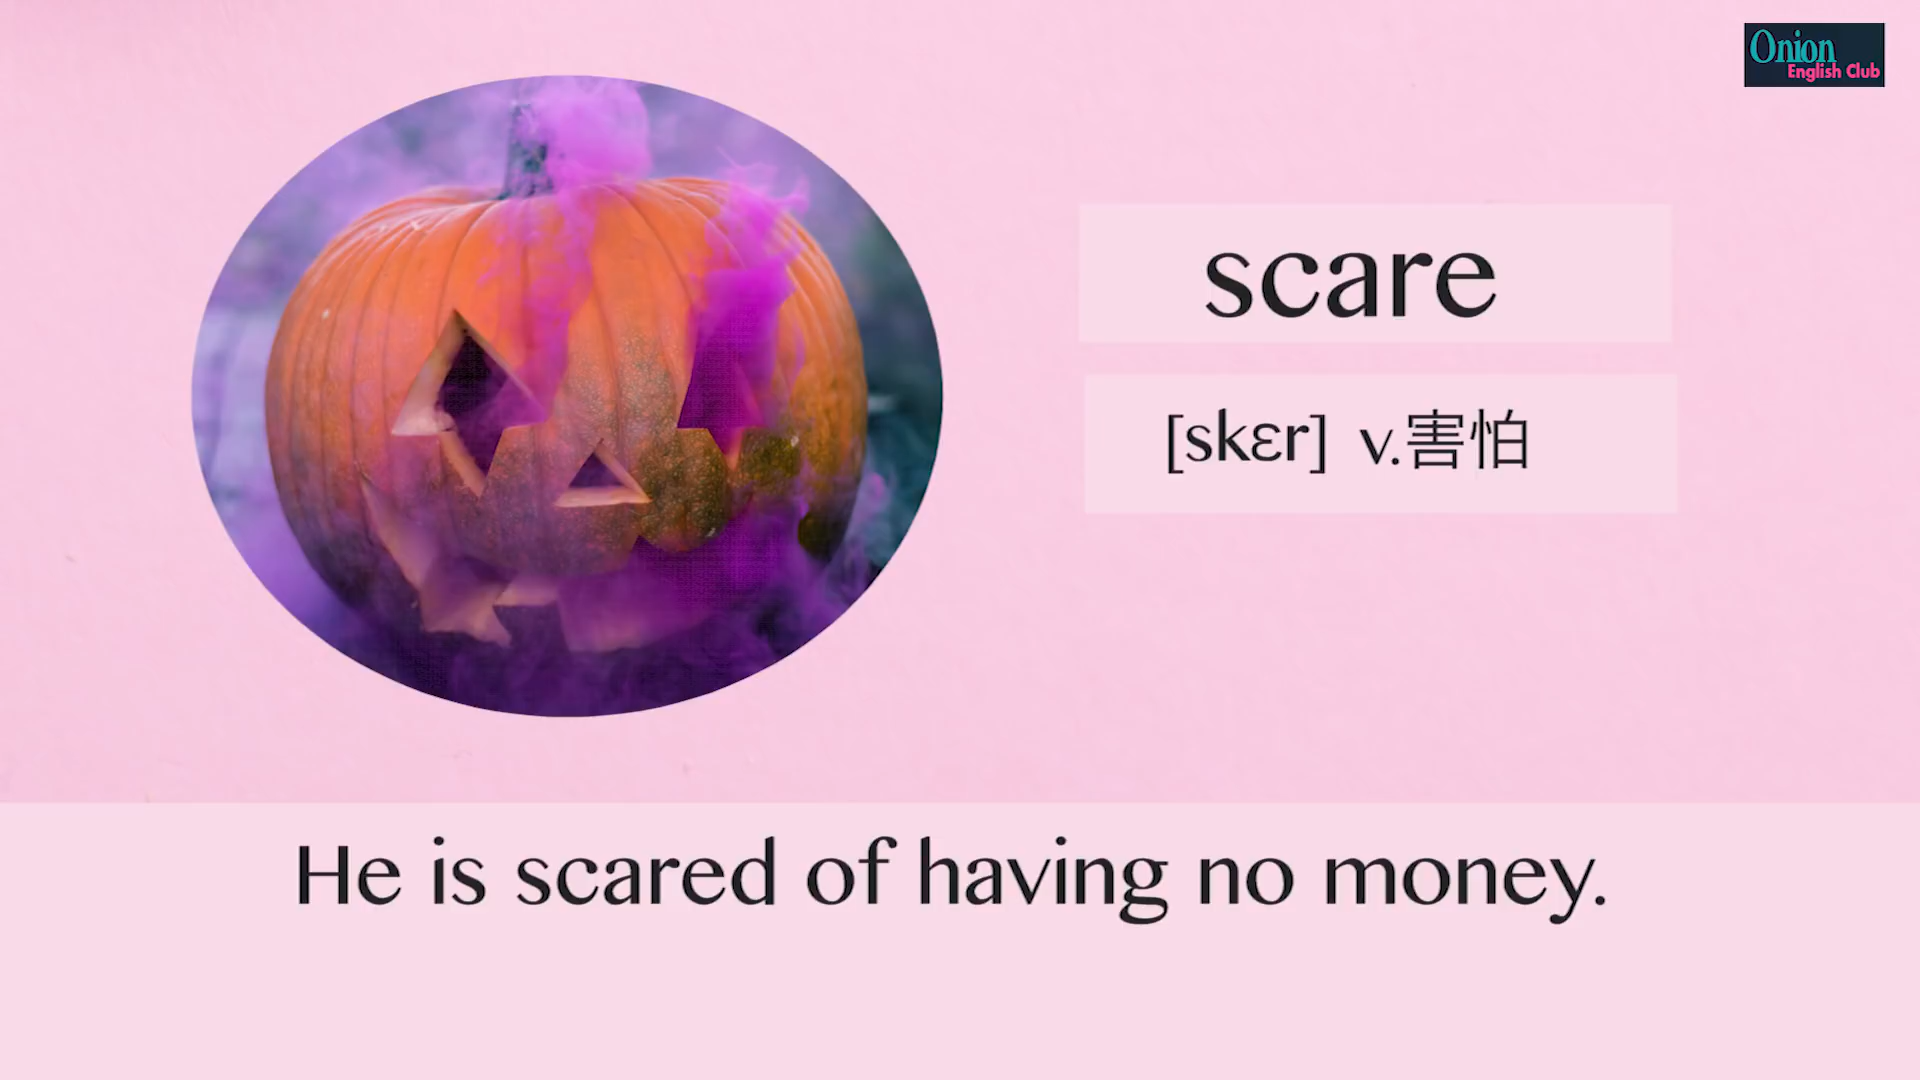 Onion
English Club
scare
[skɛr] v.害怕
He is scared of having no money.